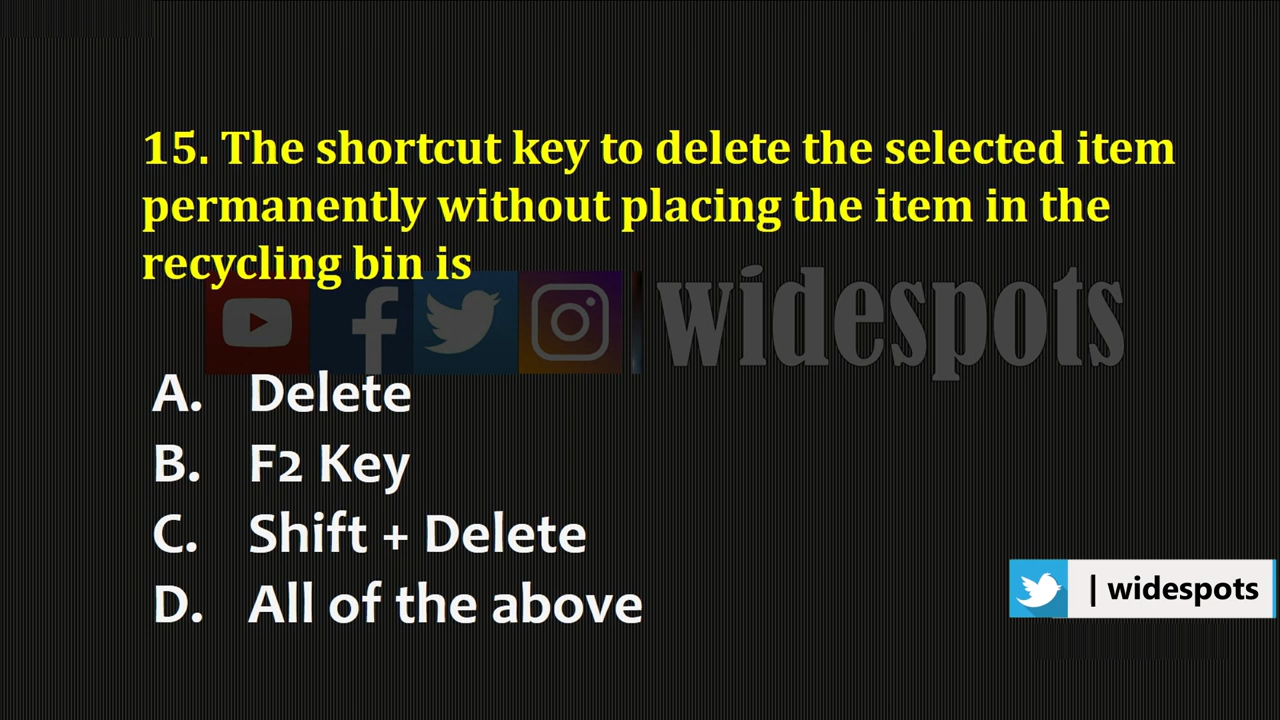 15. The shortcut key to delete the selected item
permanently without placing the item in the
recycling bin is
widespots
A. Delete
B. F2 Key
C. Shift + Delete
D. All of the above
| widespots